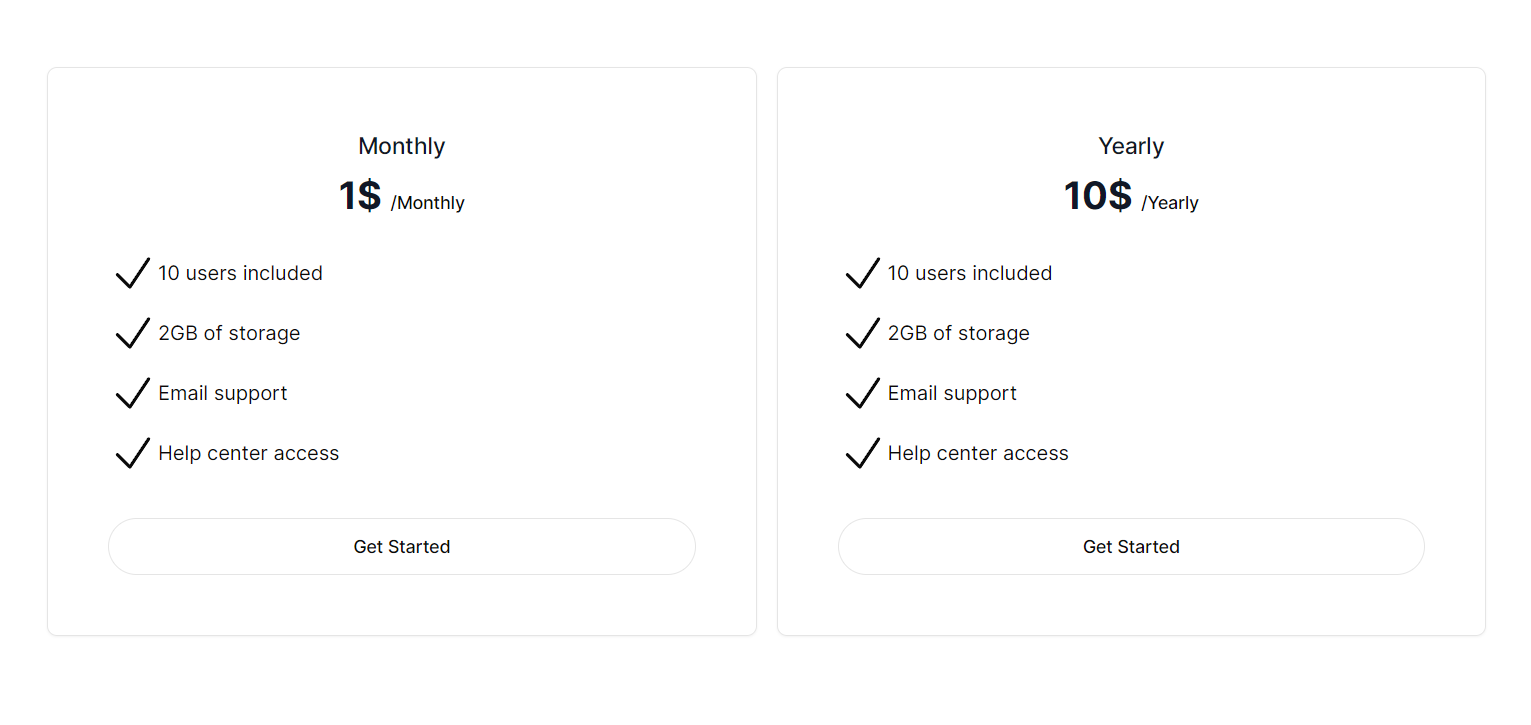 Monthly
1$ /Monthly
10 users included
2GB of storage
Email support
Help center access
Get Started
Yearly
10$ /Yearly
10 users included
2GB of storage
Email support
Help center access
Get Started